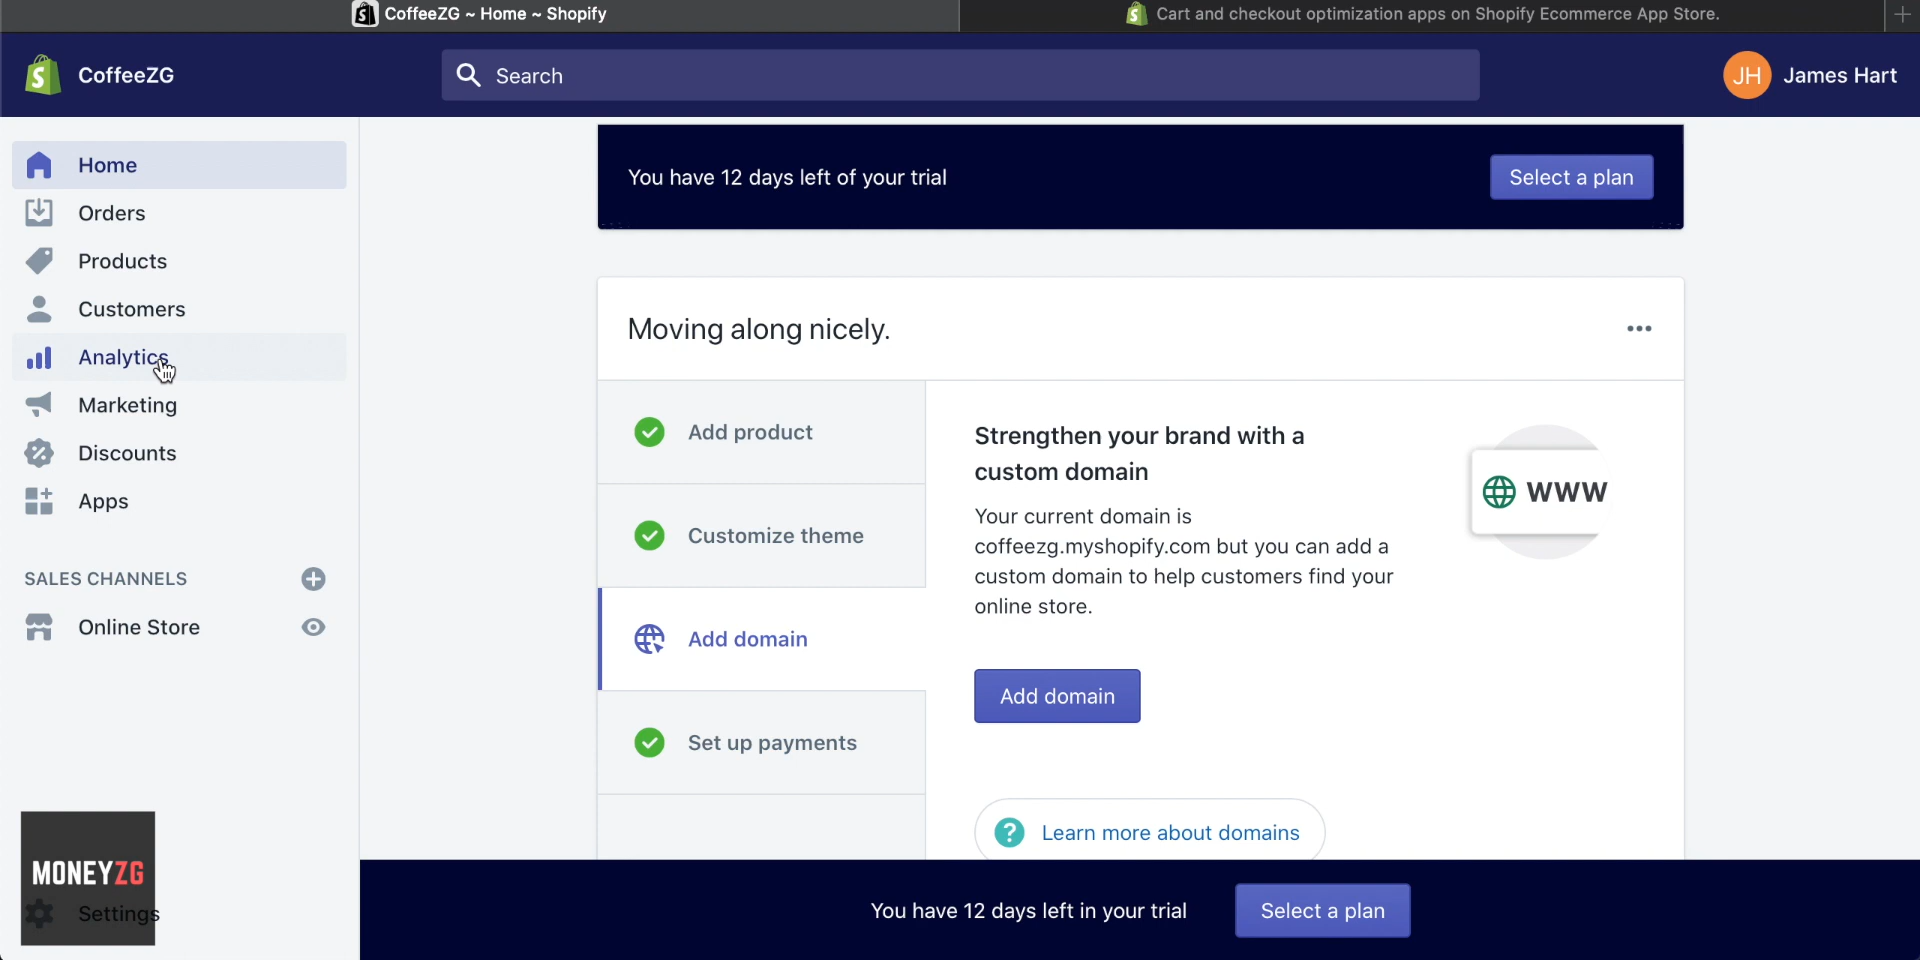 CoffeeZG ~ Home ~ Shopify
Cart and checkout optimization apps on Shopify Ecommerce App Store.
CoffeeZG
Search
JH James Hart
Home
Orders
Products
Customers
Analytics
Marketing
Discounts
Apps
SALES CHANNELS
Online Store
MONEYZG
Settings
You have 12 days left of your trial
Select a plan
Moving along nicely.
Add product
Customize theme
Add domain
Set up payments
Strengthen your brand with a
custom domain
Your current domain is
coffeezg.myshopify.com but you can add a
custom domain to help customers find your
online store.
WWW
Add domain
Learn more about domains
You have 12 days left in your trial
Select a plan